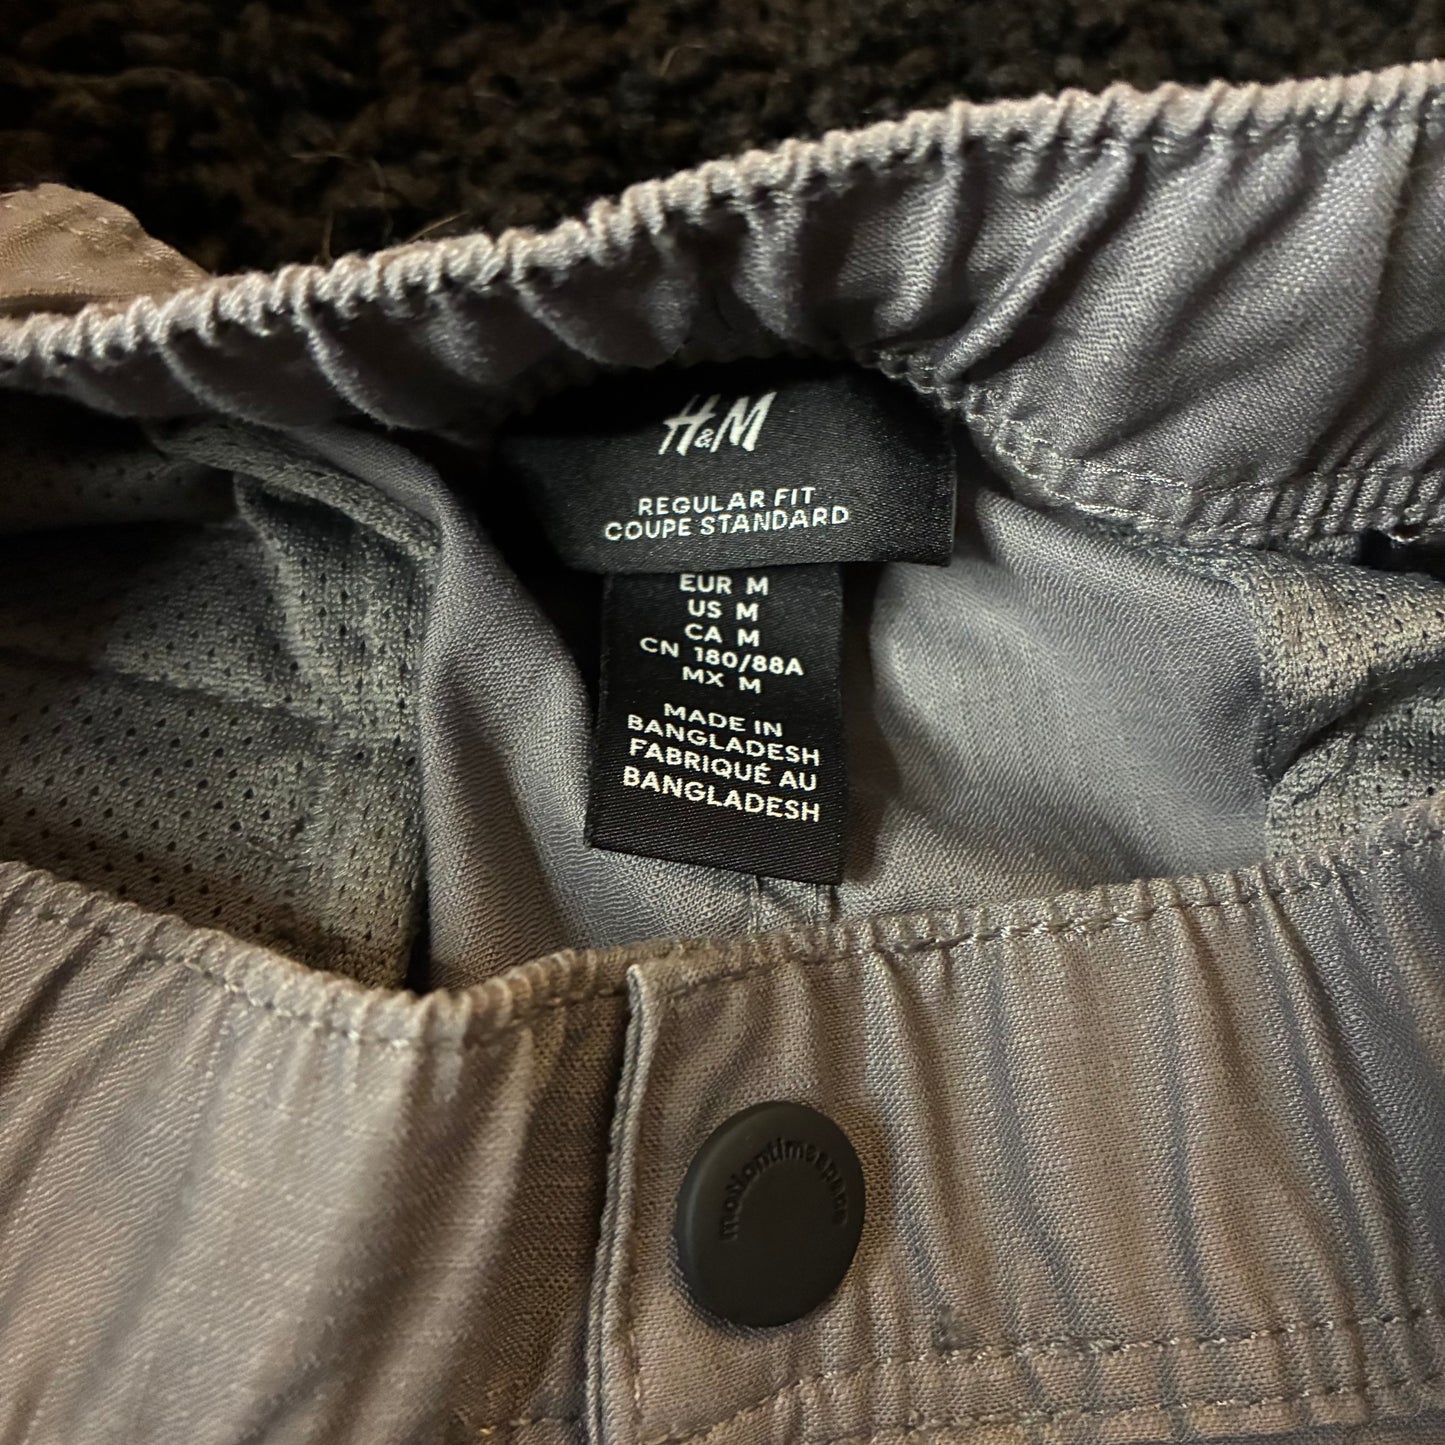 H&M
REGULAR FIT
COUPE STANDARD
EUR M
US M
CA M
CN 180/88A
MX M
MADE IN
BANGLADESH
FABRIQUÉ AU
BANGLADESH